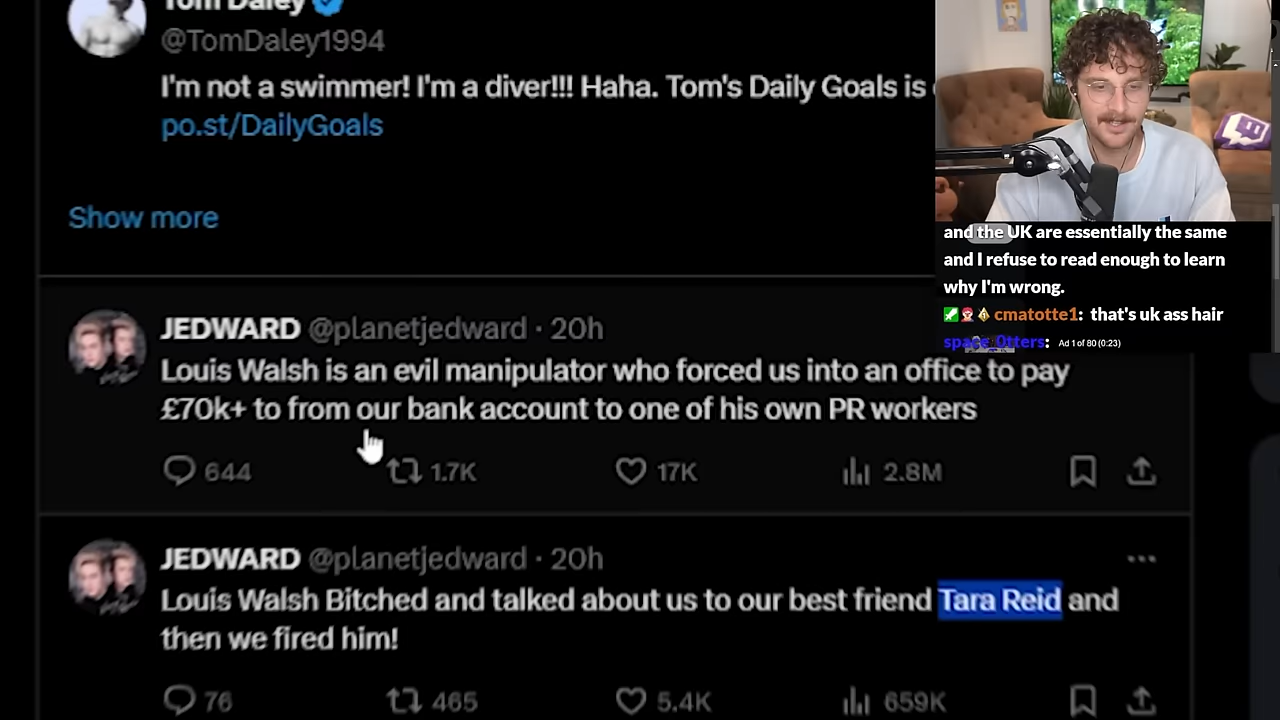 Tom Daley
@TomDaley1994
I'm not a swimmer! I'm a diver!!! Haha. Tom's Daily Goals is
po.st/DailyGoals
Show more
JEDWARD @planetjedward · 20h
Louis Walsh is an evil manipulator who forced us into an office to pay
£70k+ to from our bank account to one of his own PR workers
644 1.7K 17K 2.8M
JEDWARD @planetjedward · 20h
Louis Walsh Bitched and talked about us to our best friend Tara Reid and
then we fired him!
76 465 5.4K 659K
and the UK are essentially the same
and I refuse to read enough to learn
why I'm wrong.
cmatotte1: that's uk ass hair
space_0tters: Ad 1 of 80 (0:23)